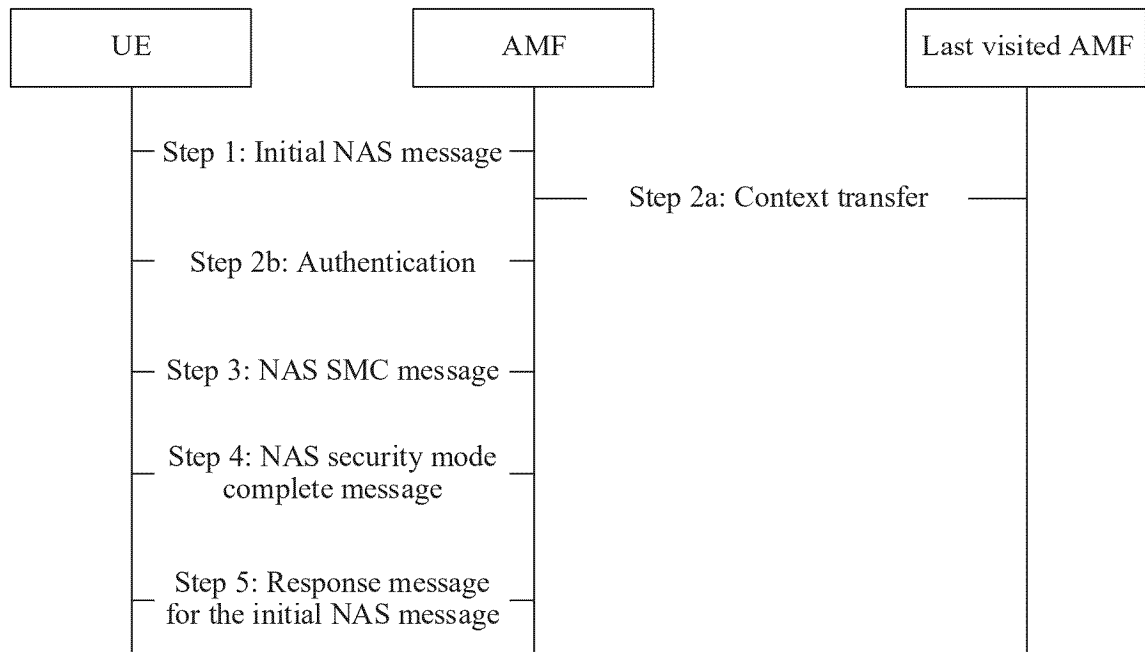 UE
AMF
Last visited AMF
Step 1: Initial NAS message
Step 2a: Context transfer
Step 2b: Authentication
Step 3: NAS SMC message
Step 4: NAS security mode
complete message
Step 5: Response message
for the initial NAS message